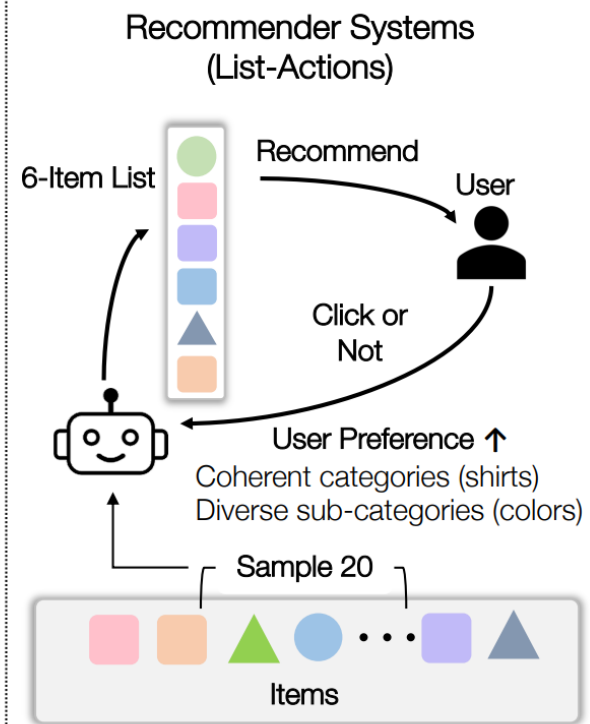 Recommender Systems
(List-Actions)
6-Item List
Recommend
User
Click or
Not
User Preference ↑
Coherent categories (shirts)
Diverse sub-categories (colors)
Sample 20
Items